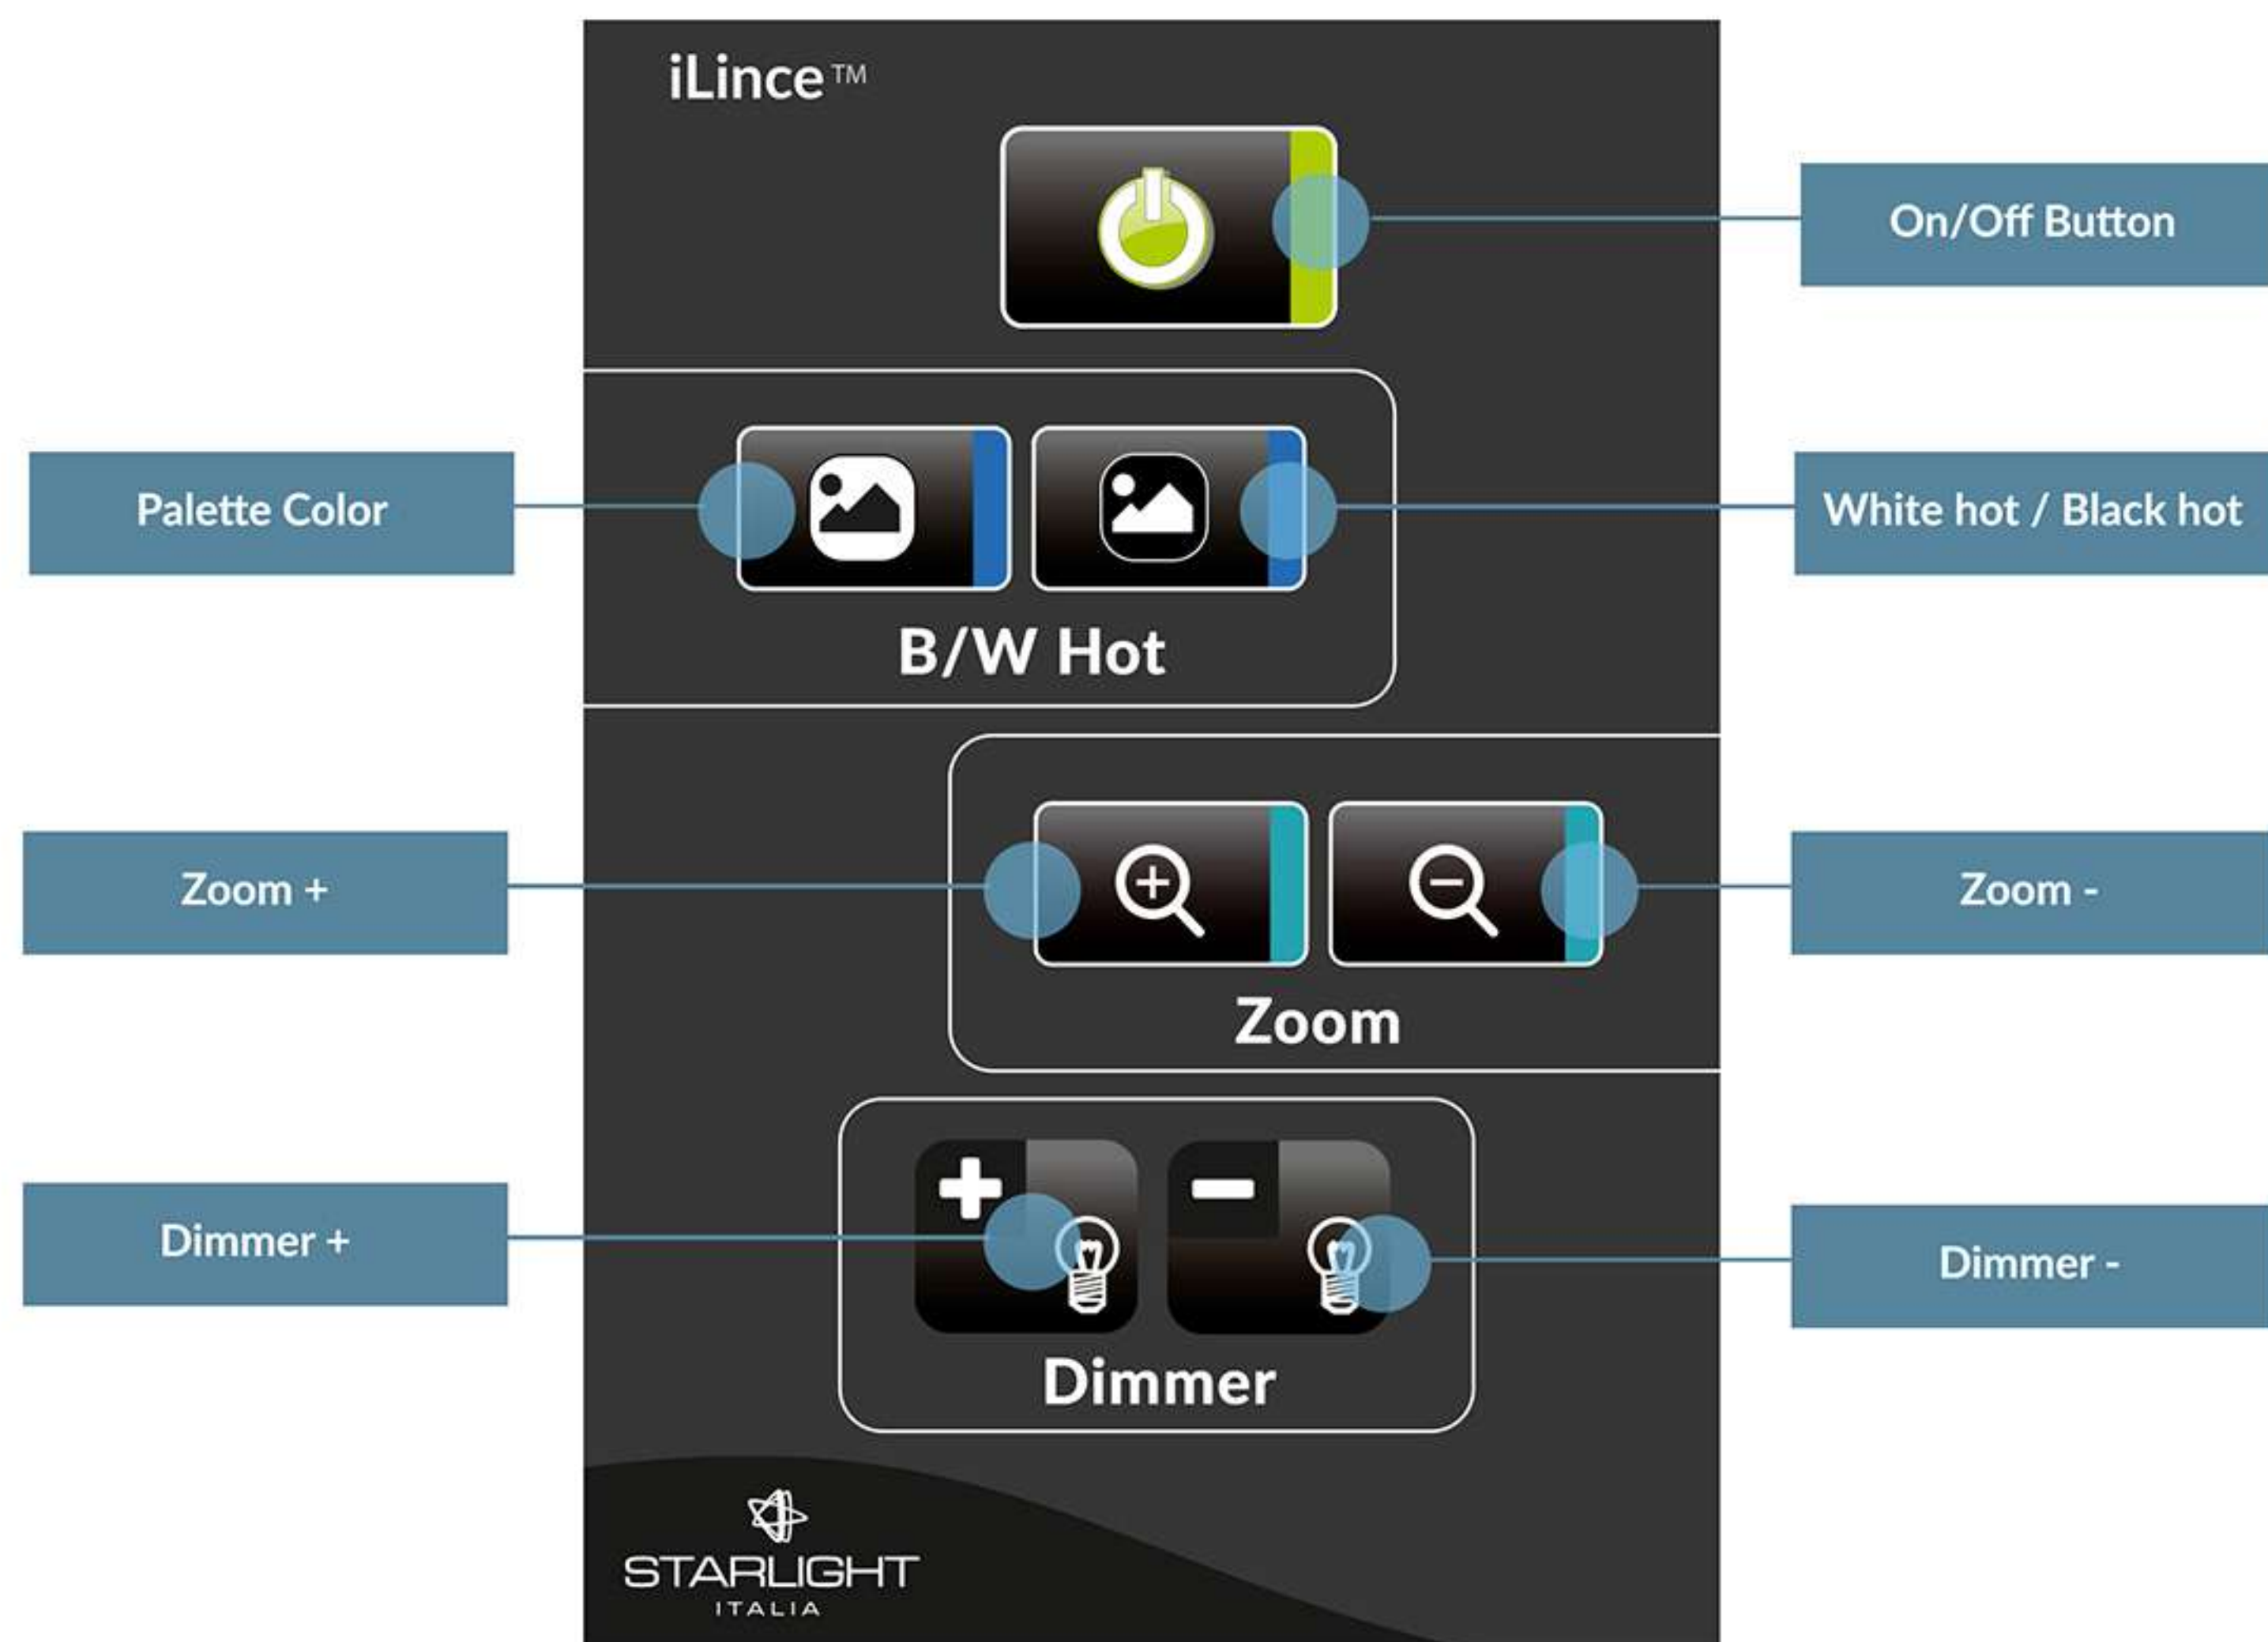 iLince™
On/Off Button
Palette Color
White hot / Black hot
B/W Hot
Zoom +
Zoom -
Zoom
Dimmer +
Dimmer -
Dimmer
STARLIGHT
ITALIA